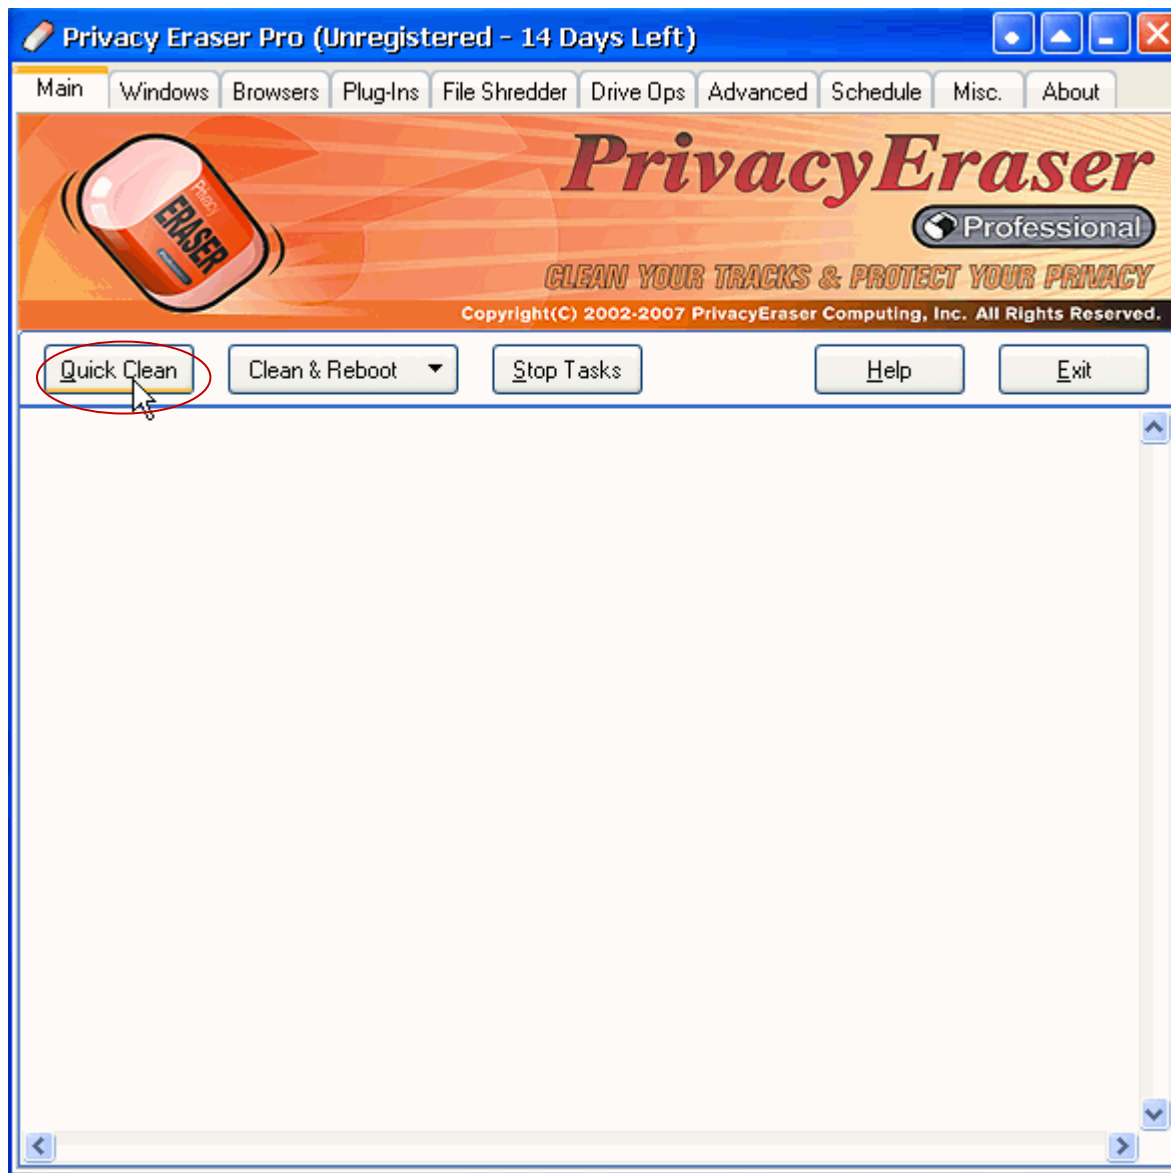 Privacy Eraser Pro (Unregistered - 14 Days Left)
Main Windows Browsers Plug-Ins File Shredder Drive Ops Advanced Schedule Misc. About
Privacy
ERASER
PrivacyEraser
Professional
CLEAN YOUR TRACKS & PROTECT YOUR PRIVACY
Copyright(C) 2002-2007 PrivacyEraser Computing, Inc. All Rights Reserved.
Quick Clean Clean & Reboot Stop Tasks Help Exit